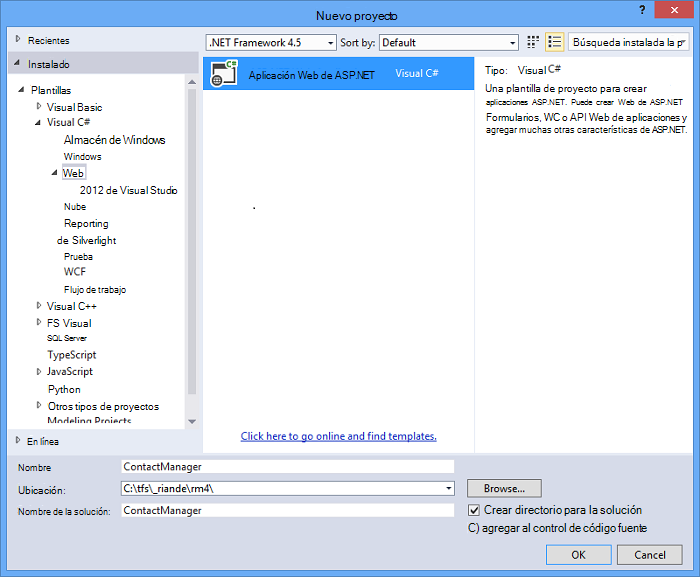 Nuevo proyecto
?
Recientes
.NET Framework 4.5
Sort by: Default
Búsqueda instalada la p
Instalado
Plantillas
Visual Basic
Visual C#
Almacén de Windows
Windows
Web
2012 de Visual Studio
Nube
Reporting
de Silverlight
Prueba
WCF
Flujo de trabajo
Visual C++
FS Visual
SQL Server
TypeScript
JavaScript
Python
Otros tipos de proyectos
Modeling Projects
En línea
Aplicación Web de ASP.NET Visual C#
Click here to go online and find templates.
Tipo: Visual C#
Una plantilla de proyecto para crear
aplicaciones ASP.NET. Puede crear Web de ASP.NET
Formularios, WC o API Web de aplicaciones y
agregar muchas otras características de ASP.NET.
Nombre ContactManager
Ubicación: C:\tfs\_riande\rm4\ Browse...
Nombre de la solución: ContactManager
Crear directorio para la solución
C) agregar al control de código fuente
OK Cancel